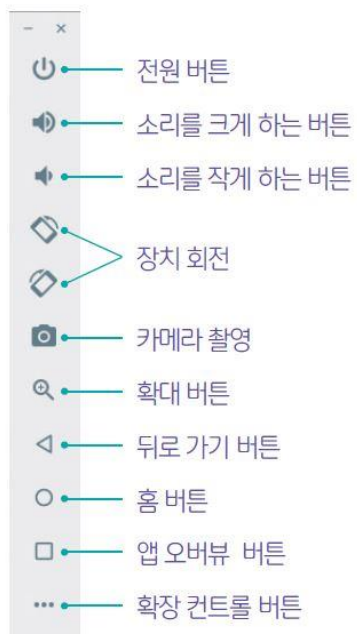 전원 버튼
소리를 크게 하는 버튼
소리를 작게 하는 버튼
장치 회전
카메라 촬영
확대 버튼
뒤로 가기 버튼
홈 버튼
앱 오버뷰 버튼
확장 컨트롤 버튼